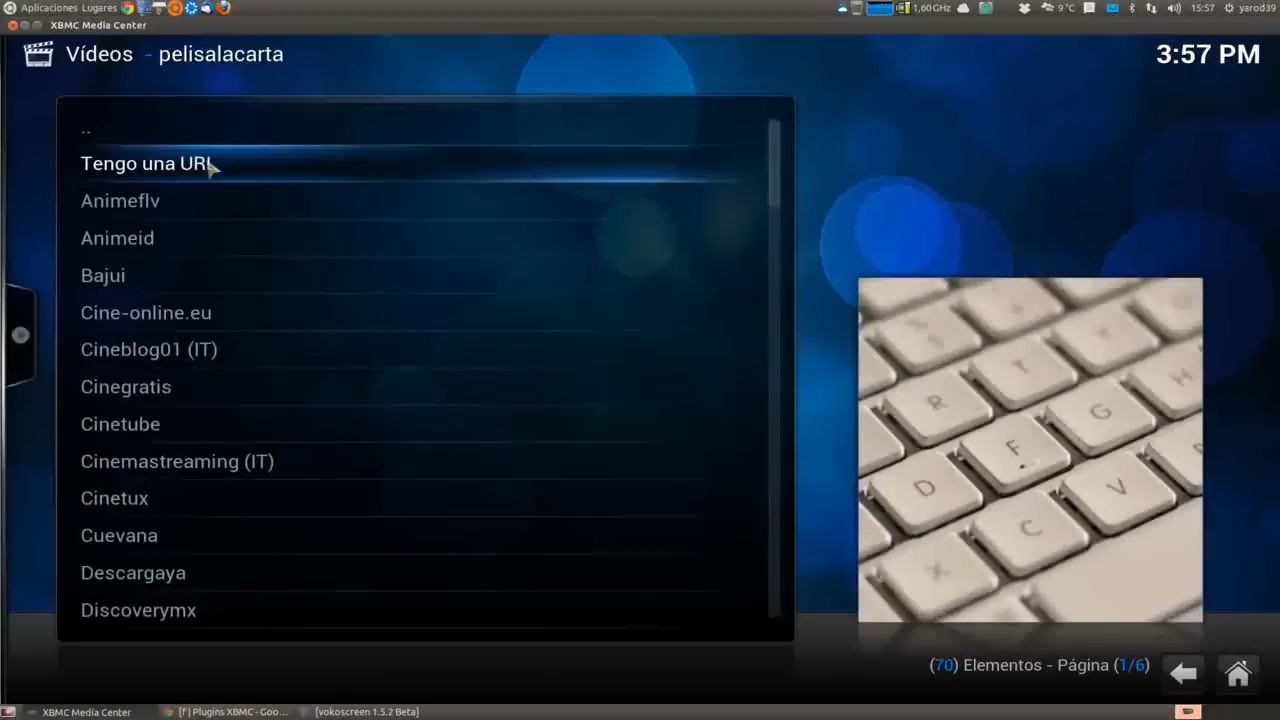 Aplicaciones Lugares
1,60GHz
9°C
15:57
yarod39
XBMC Media Center
Vídeos - pelisalacarta
3:57 PM
..
Tengo una URL
Animeflv
Animeid
Bajui
Cine-online.eu
Cineblog01 (IT)
Cinegratis
Cinetube
Cinemastreaming (IT)
Cinetux
Cuevana
Descargaya
Discoverymx
R
T
Y
G
H
D
F
V
X
C
(70) Elementos - Página (1/6)
XBMC Media Center
[f | Plugins XBMC - Goo...
[vokoscreen 1.5.2 Beta]